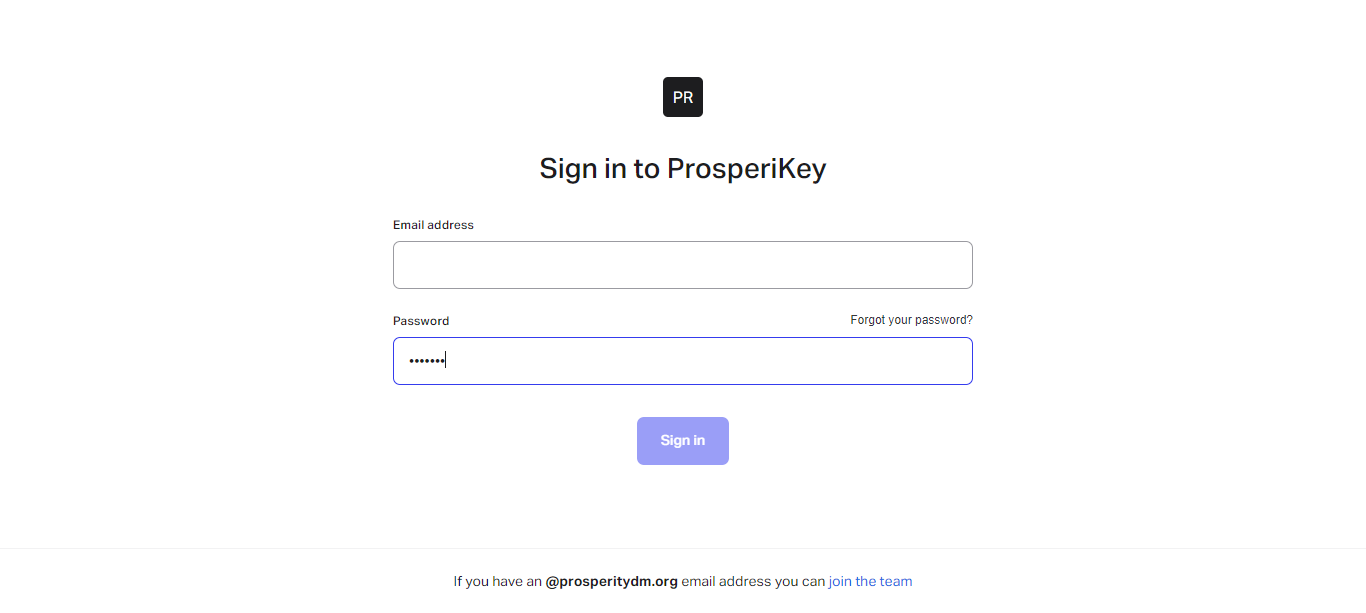 PR
Sign in to ProsperiKey
Email address
Password
Forgot your password?
•••••••
Sign in
If you have an @prosperitydm.org email address you can join the team